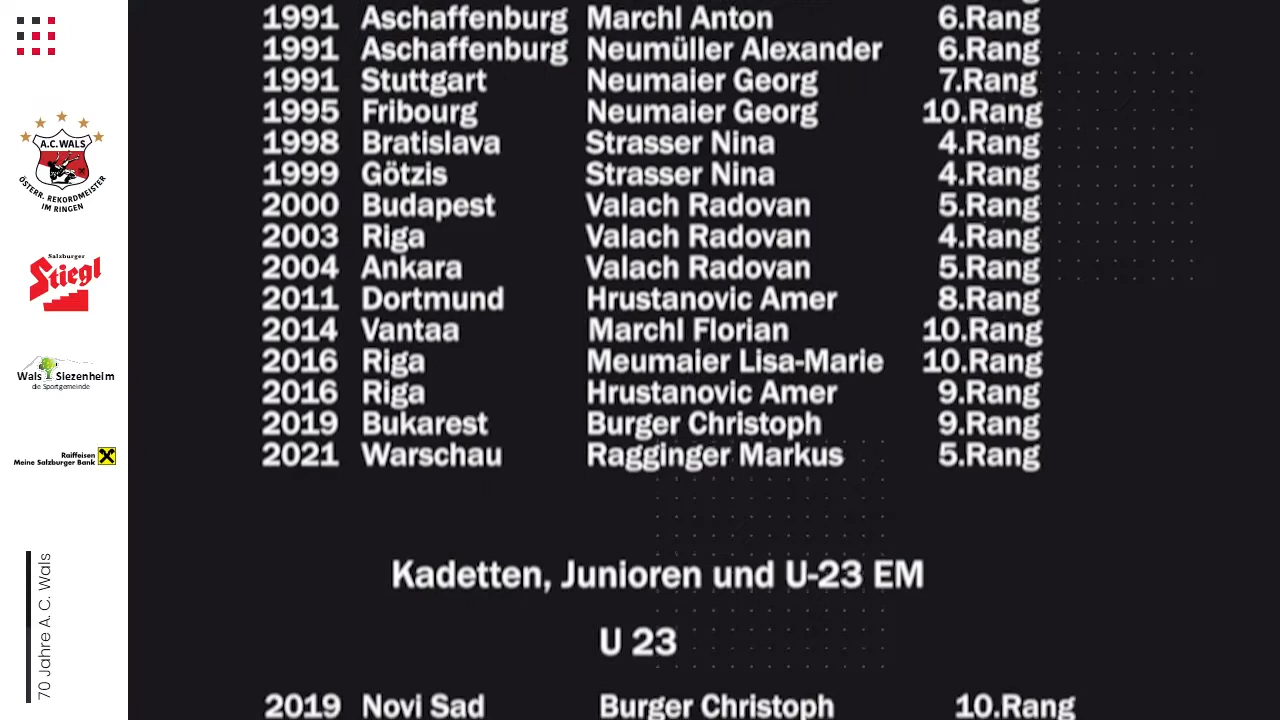 1991 Aschaffenburg Marchl Anton 6.Rang
1991 Aschaffenburg Neumüller Alexander 6.Rang
1991 Stuttgart Neumaier Georg 7.Rang
1995 Fribourg Neumaier Georg 10.Rang
1998 Bratislava Strasser Nina 4.Rang
1999 Götzis Strasser Nina 4.Rang
2000 Budapest Valach Radovan 5.Rang
2003 Riga Valach Radovan 4.Rang
2004 Ankara Valach Radovan 5.Rang
2011 Dortmund Hrustanovic Amer 8.Rang
2014 Vantaa Marchl Florian 10.Rang
2016 Riga Meumaier Lisa-Marie 10.Rang
2016 Riga Hrustanovic Amer 9.Rang
2019 Bukarest Burger Christoph 9.Rang
2021 Warschau Ragginger Markus 5.Rang
Kadetten, Junioren und U-23 EM
U 23
2019 Novi Sad Burger Christoph 10.Rang
A.C.WALS
ÖSTERR. REKORDMEISTER
IM RINGEN
Salzburger
Stiegl
Wals Siezenheim
die Sportgemeinde
Raiffeisen
Meine Salzburger Bank
70 Jahre A. C. Wals